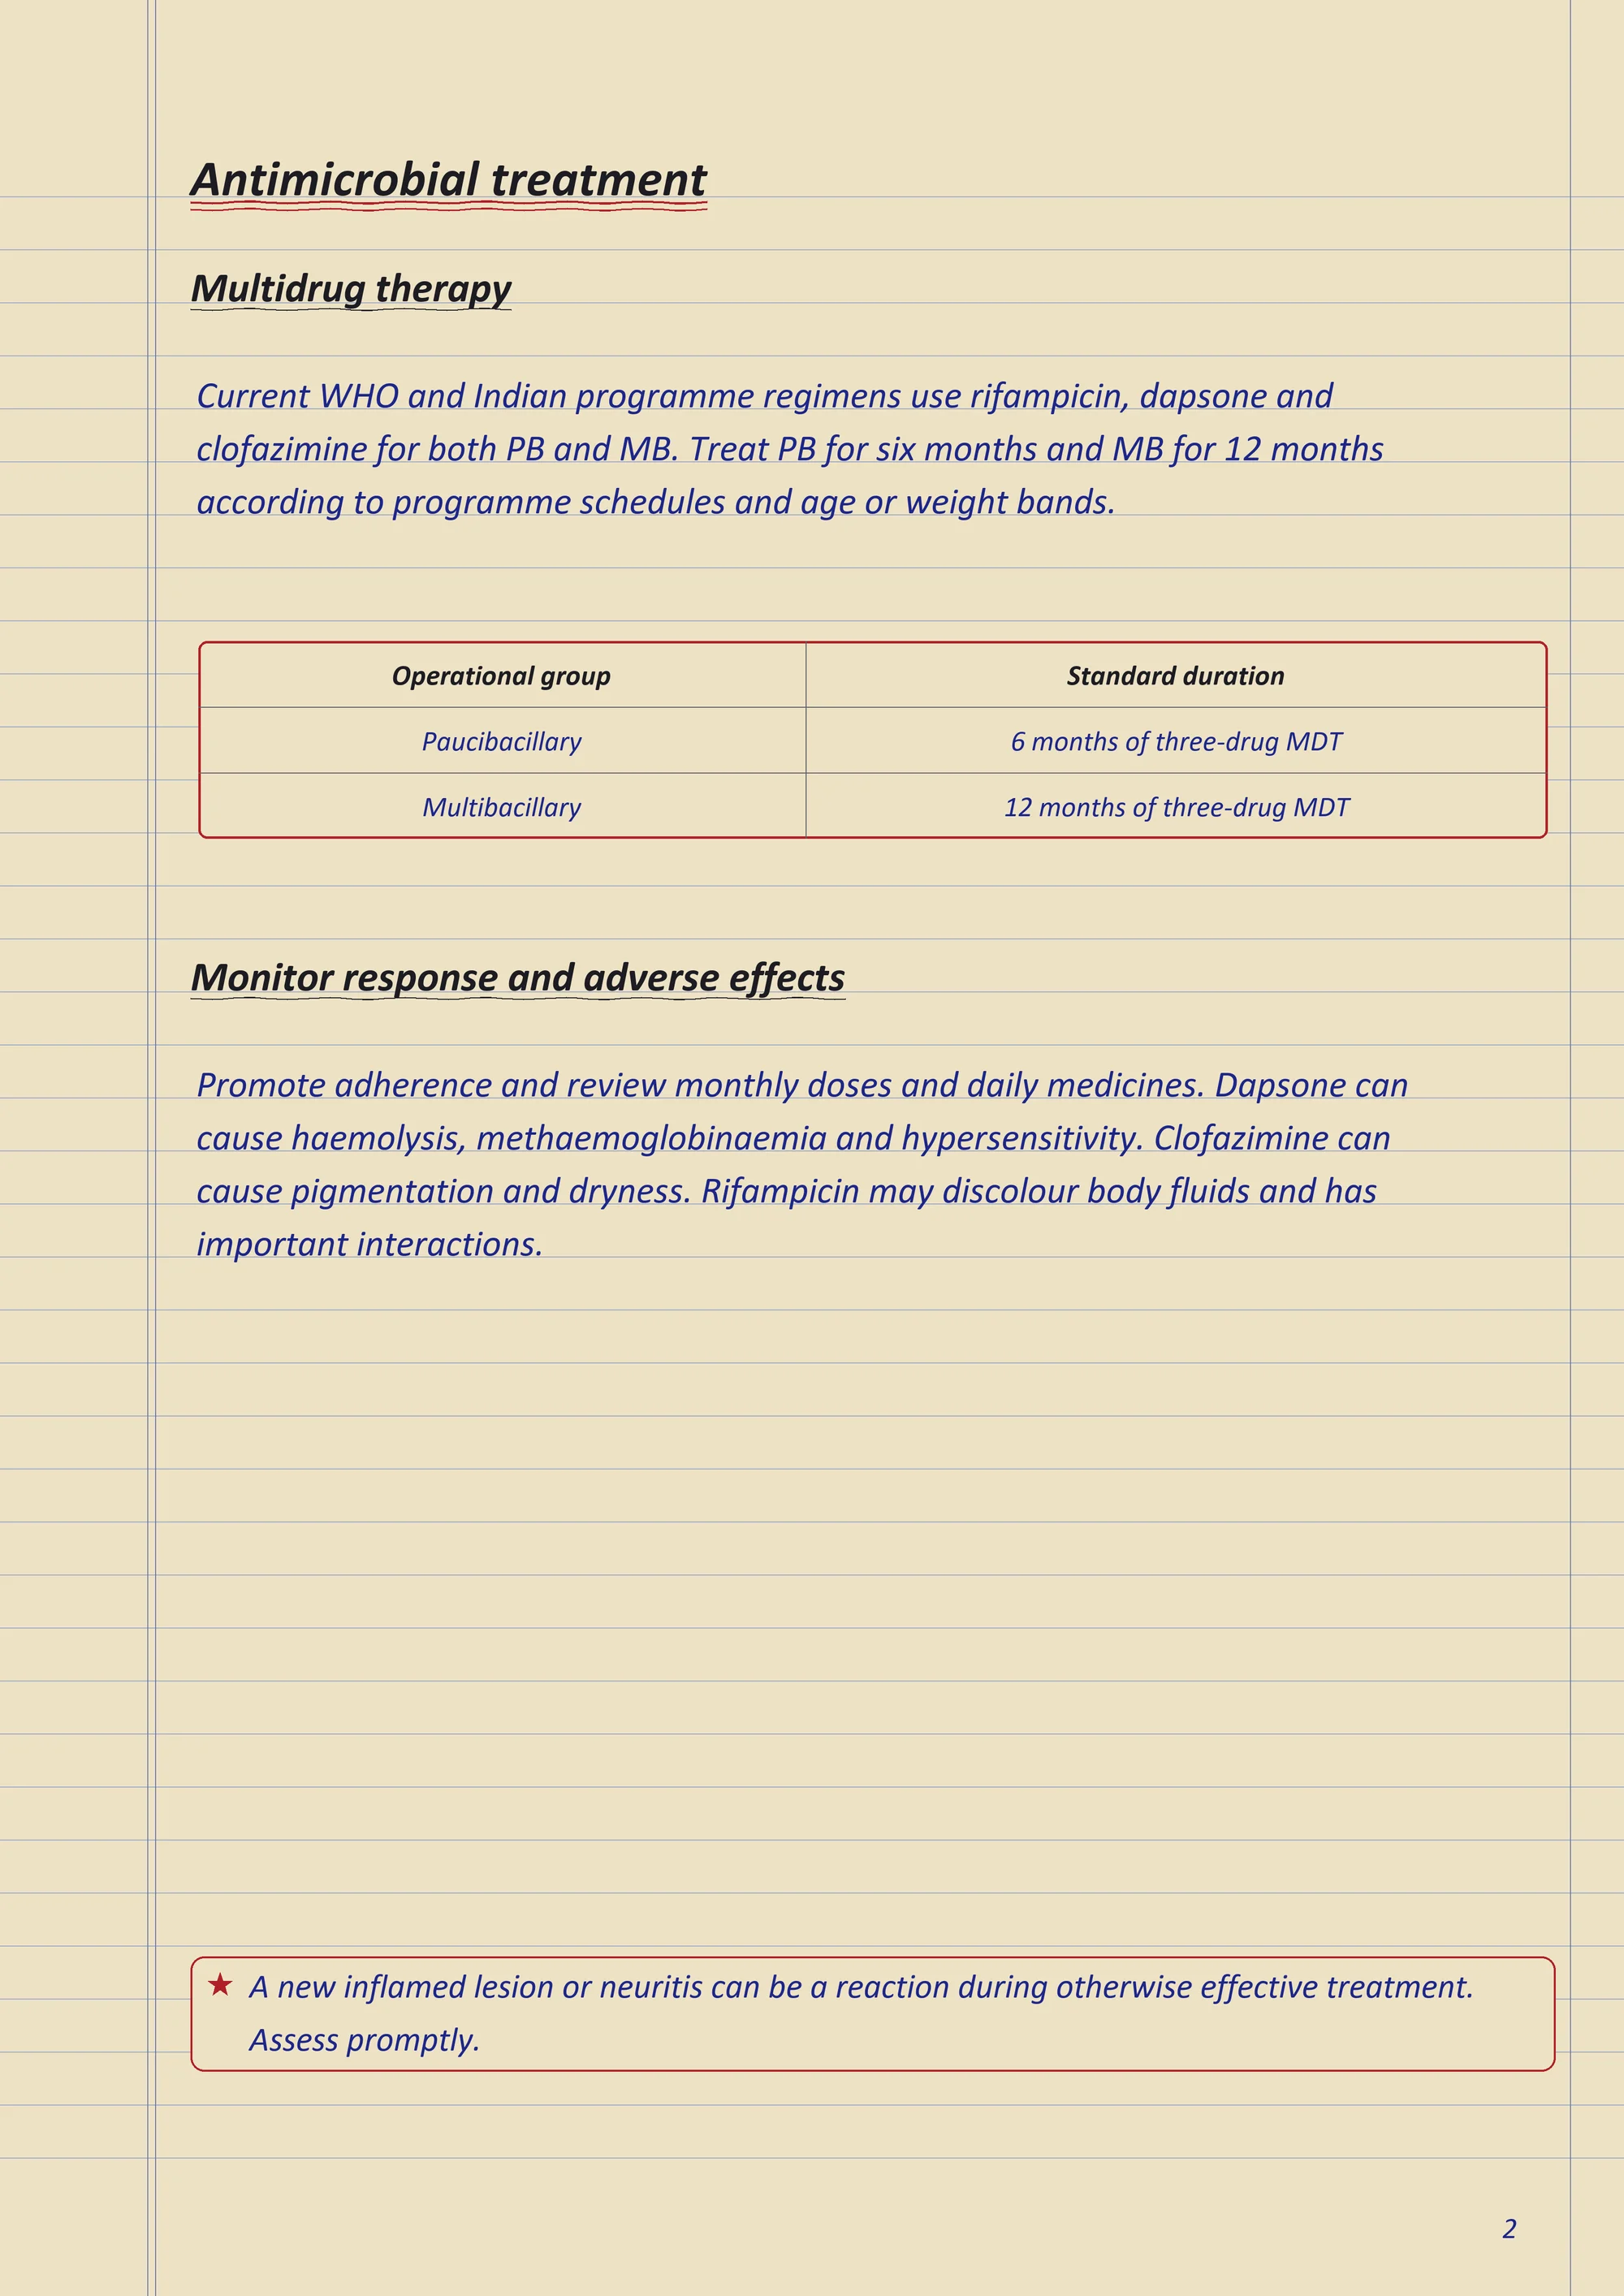 Antimicrobial treatment
Multidrug therapy
Current WHO and Indian programme regimens use rifampicin, dapsone and
clofazimine for both PB and MB. Treat PB for six months and MB for 12 months
according to programme schedules and age or weight bands.
Operational group Standard duration
Paucibacillary 6 months of three-drug MDT
Multibacillary 12 months of three-drug MDT
Monitor response and adverse effects
Promote adherence and review monthly doses and daily medicines. Dapsone can
cause haemolysis, methaemoglobinaemia and hypersensitivity. Clofazimine can
cause pigmentation and dryness. Rifampicin may discolour body fluids and has
important interactions.
★ A new inflamed lesion or neuritis can be a reaction during otherwise effective treatment.
Assess promptly.
2